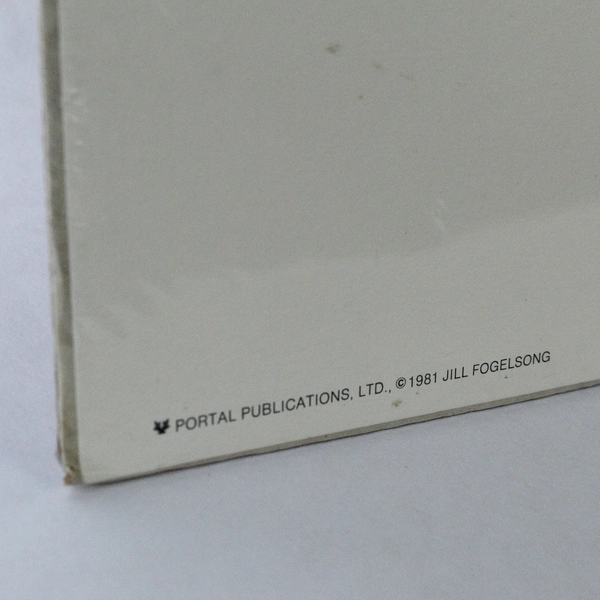 PORTAL PUBLICATIONS, LTD., ©1981 JILL FOGELSONG